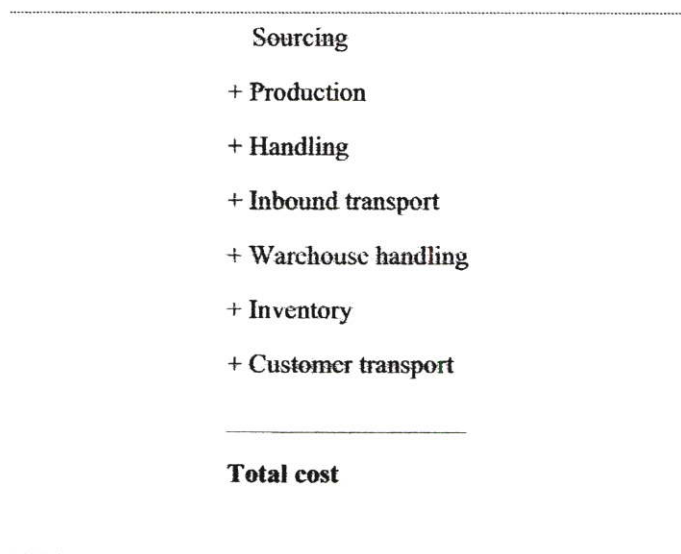 Sourcing
+ Production
+ Handling
+ Inbound transport
+ Warehouse handling
+ Inventory
+ Customer transport
Total cost